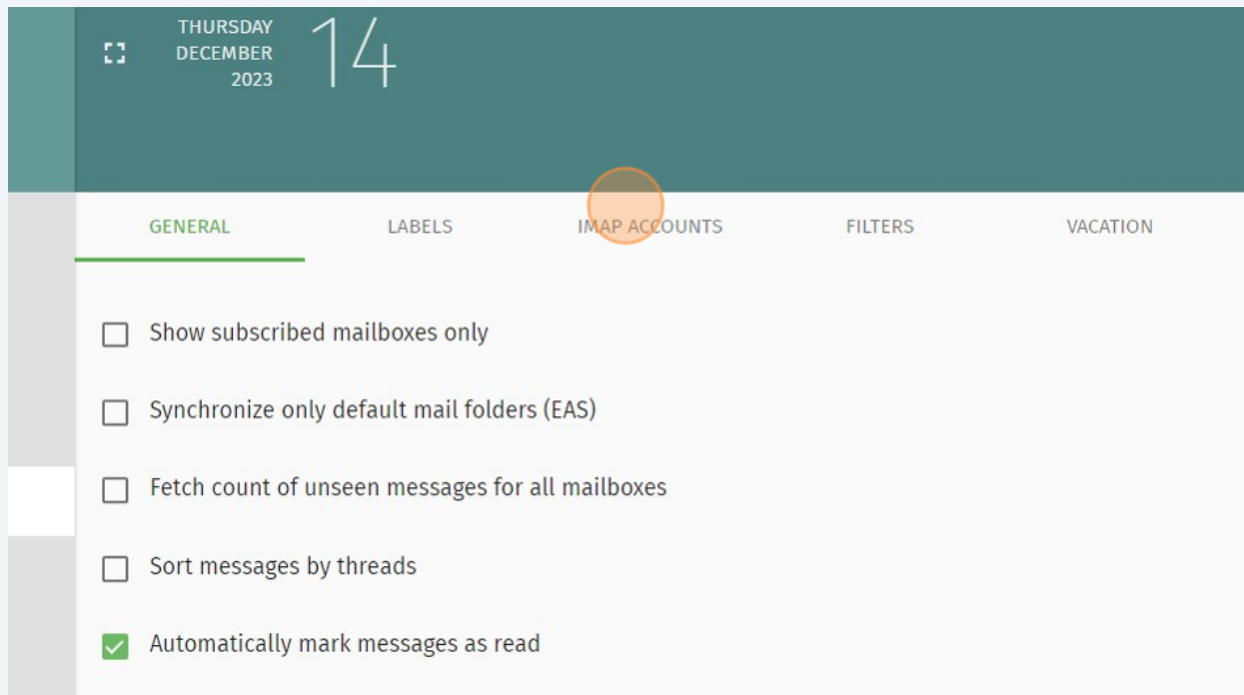 THURSDAY
DECEMBER
2023
14
GENERAL LABELS IMAP ACCOUNTS FILTERS VACATION
Show subscribed mailboxes only
Synchronize only default mail folders (EAS)
Fetch count of unseen messages for all mailboxes
Sort messages by threads
Automatically mark messages as read